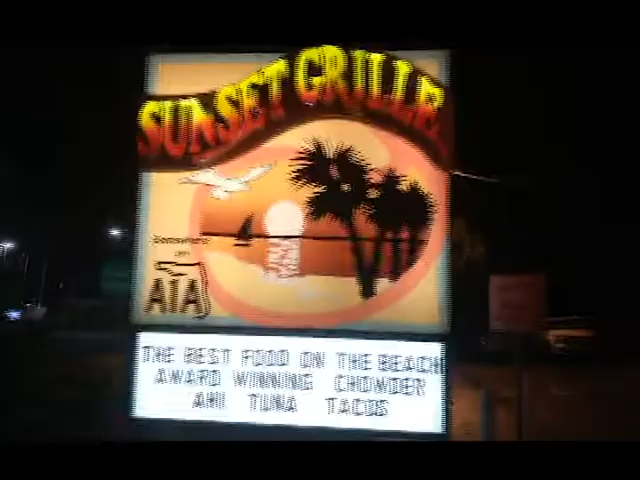 SUNSET GRILLE
Somewhere
on
A1A
THE BEST FOOD ON THE BEACH
AWARD WINNING CHOWDER
AHI TUNA TACOS